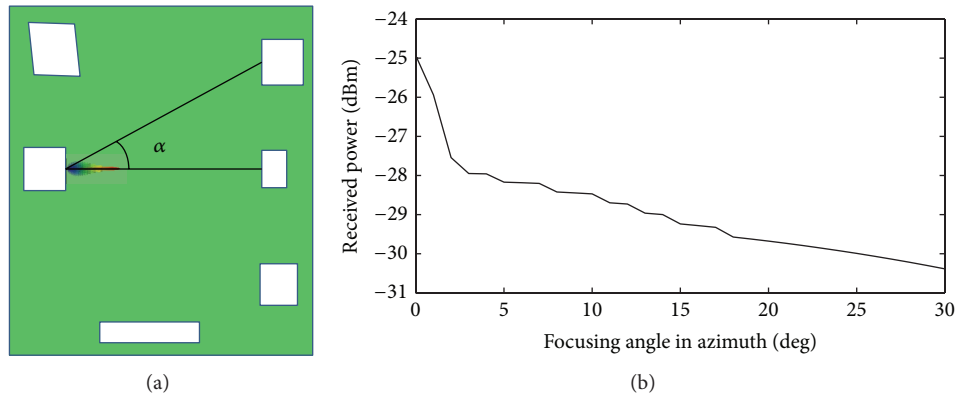 α
(a)
Received power (dBm)
−24
−25
−26
−27
−28
−29
−30
−31
0 5 10 15 20 25 30
Focusing angle in azimuth (deg)
(b)